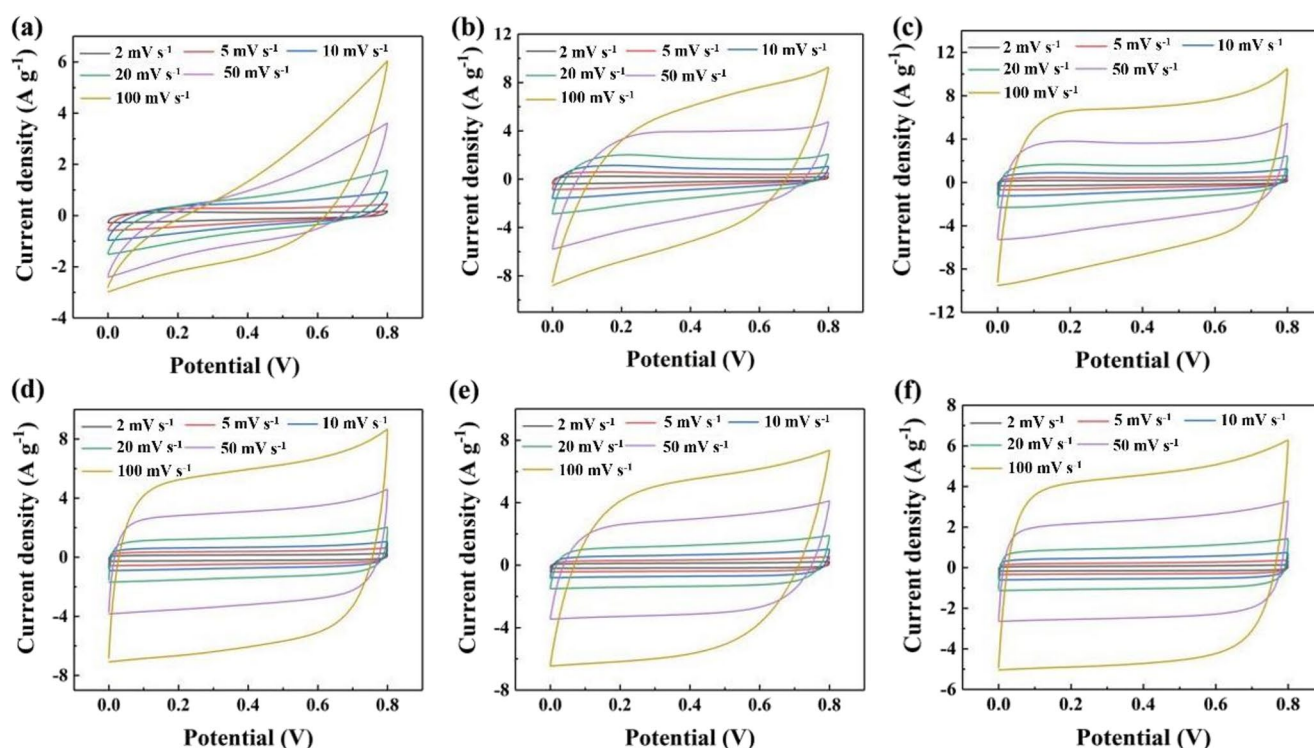 (a)
2 mV s⁻¹ 5 mV s⁻¹ 10 mV s⁻¹
20 mV s⁻¹ 50 mV s⁻¹
100 mV s⁻¹
6
4
2
0
-2
-4
Current density (A g⁻¹)
0.0 0.2 0.4 0.6 0.8
Potential (V)
(b)
2 mV s⁻¹ 5 mV s⁻¹ 10 mV s⁻¹
20 mV s⁻¹ 50 mV s⁻¹
100 mV s⁻¹
12
8
4
0
-4
-8
Current density (A g⁻¹)
0.0 0.2 0.4 0.6 0.8
Potential (V)
(c)
2 mV s⁻¹ 5 mV s⁻¹ 10 mV s⁻¹
20 mV s⁻¹ 50 mV s⁻¹
100 mV s⁻¹
12
8
4
0
-4
-8
-12
Current density (A g⁻¹)
0.0 0.2 0.4 0.6 0.8
Potential (V)
(d)
2 mV s⁻¹ 5 mV s⁻¹ 10 mV s⁻¹
20 mV s⁻¹ 50 mV s⁻¹
100 mV s⁻¹
8
4
0
-4
-8
Current density (A g⁻¹)
0.0 0.2 0.4 0.6 0.8
Potential (V)
(e)
2 mV s⁻¹ 5 mV s⁻¹ 10 mV s⁻¹
20 mV s⁻¹ 50 mV s⁻¹
100 mV s⁻¹
8
4
0
-4
-8
Current density (A g⁻¹)
0.0 0.2 0.4 0.6 0.8
Potential (V)
(f)
2 mV s⁻¹ 5 mV s⁻¹ 10 mV s⁻¹
20 mV s⁻¹ 50 mV s⁻¹
100 mV s⁻¹
8
6
4
2
0
-2
-4
-6
Current density (A g⁻¹)
0.0 0.2 0.4 0.6 0.8
Potential (V)